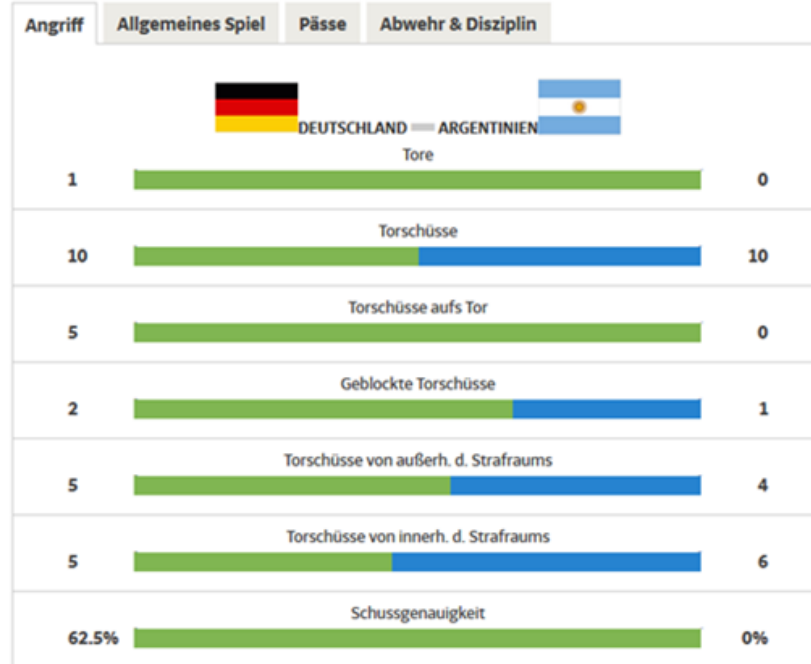 Angriff Allgemeines Spiel Pässe Abwehr & Disziplin
DEUTSCHLAND ARGENTINIEN
Tore
1 0
Torschüsse
10 10
Torschüsse aufs Tor
5 0
Geblockte Torschüsse
2 1
Torschüsse von außerh. d. Strafraums
5 4
Torschüsse von innerh. d. Strafraums
5 6
Schussgenauigkeit
62.5% 0%